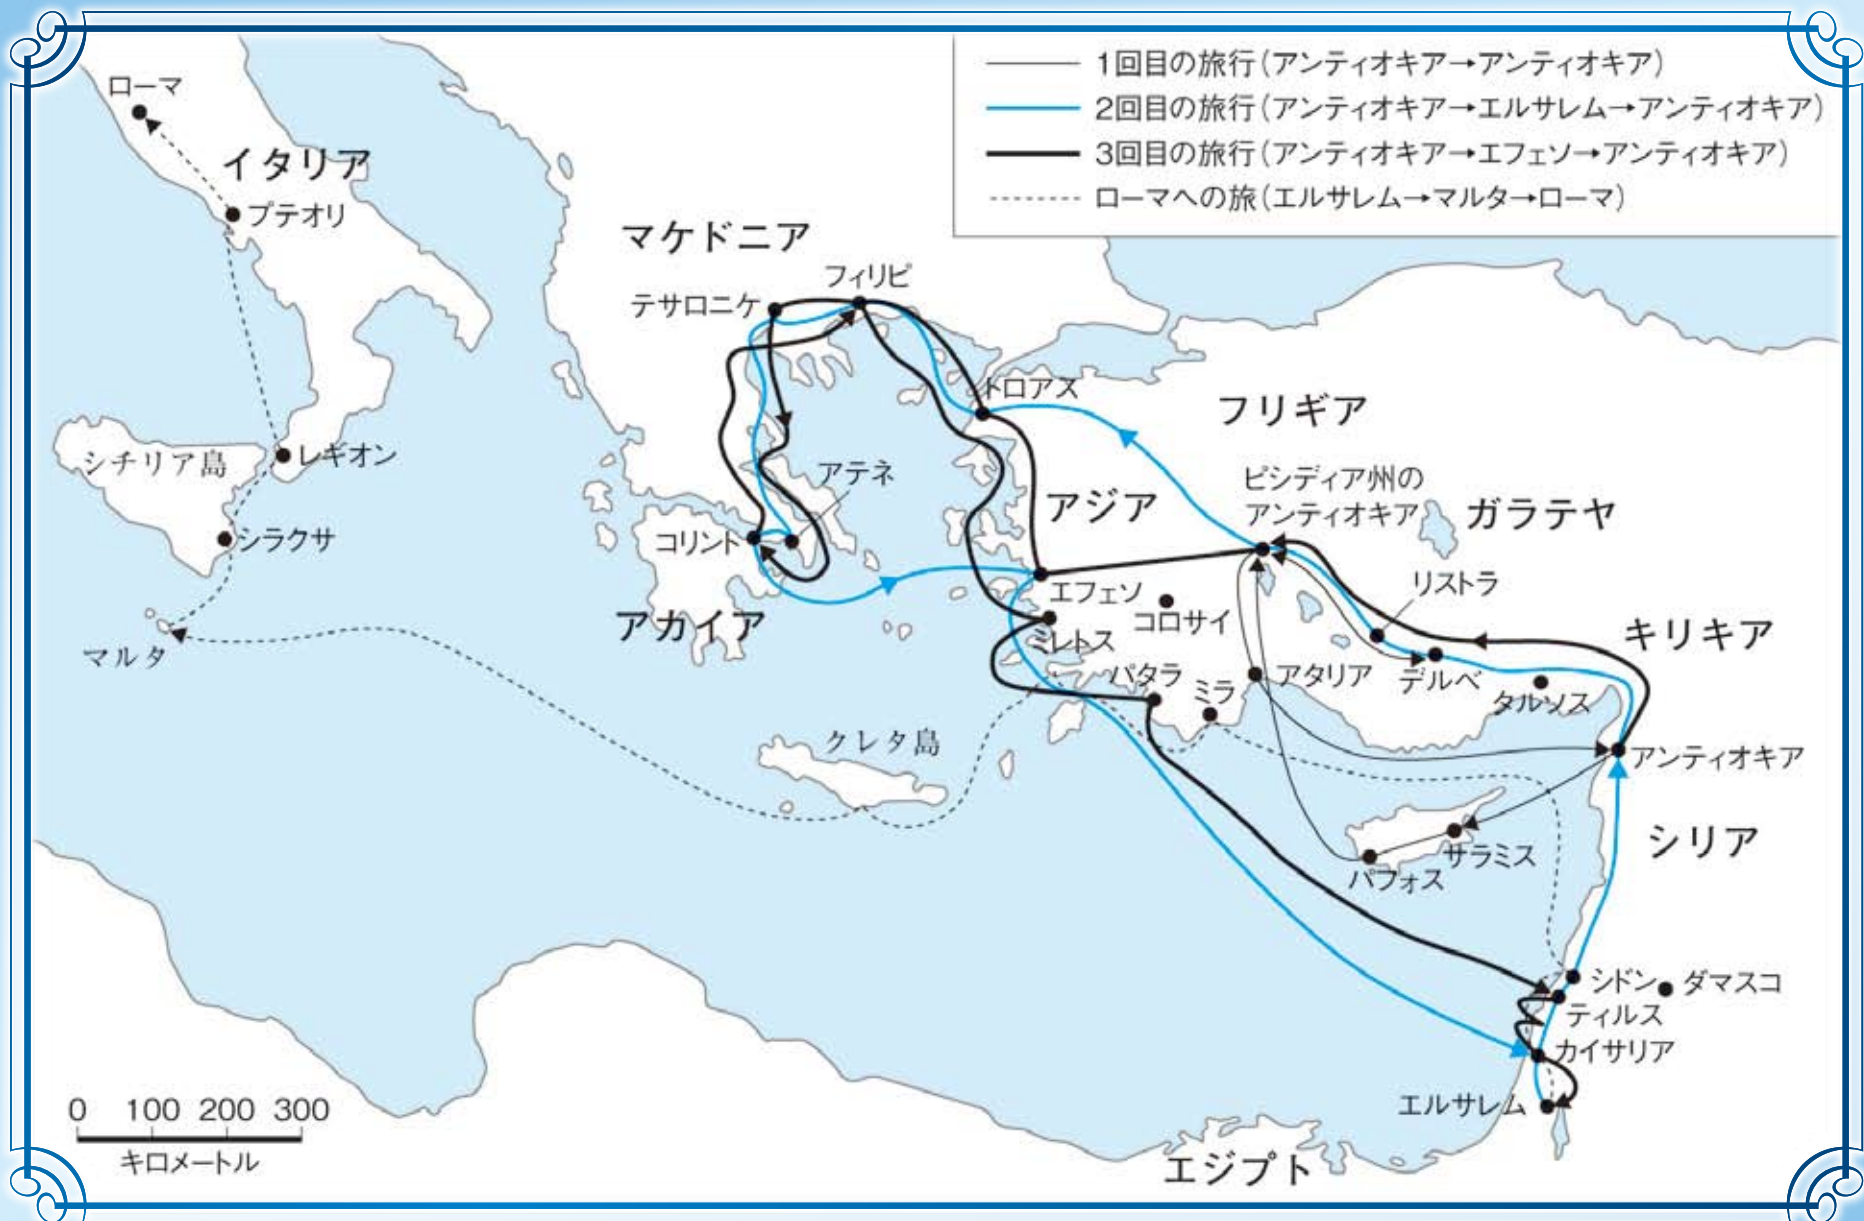 1回目の旅行（アンティオキア→アンティオキア）
2回目の旅行（アンティオキア→エルサレム→アンティオキア）
3回目の旅行（アンティオキア→エフェソ→アンティオキア）
ローマへの旅（エルサレム→マルタ→ローマ）
ローマ
イタリア
プテオリ
マケドニア
フィリピ
テサロニケ
トロアス
フリギア
シチリア島
レギオン
アテネ
アジア
ピシディア州の
アンティオキア
ガラテヤ
シラクサ
コリント
エフェソ
コロサイ
リストラ
アカイア
キリキア
マルタ
ミレトス
パタラ
ミラ
アタリア
デルベ
タルソス
クレタ島
アンティオキア
シリア
サラミス
パフォス
シドン
ダマスコ
ティルス
カイサリア
エルサレム
エジプト
0 100 200 300
キロメートル